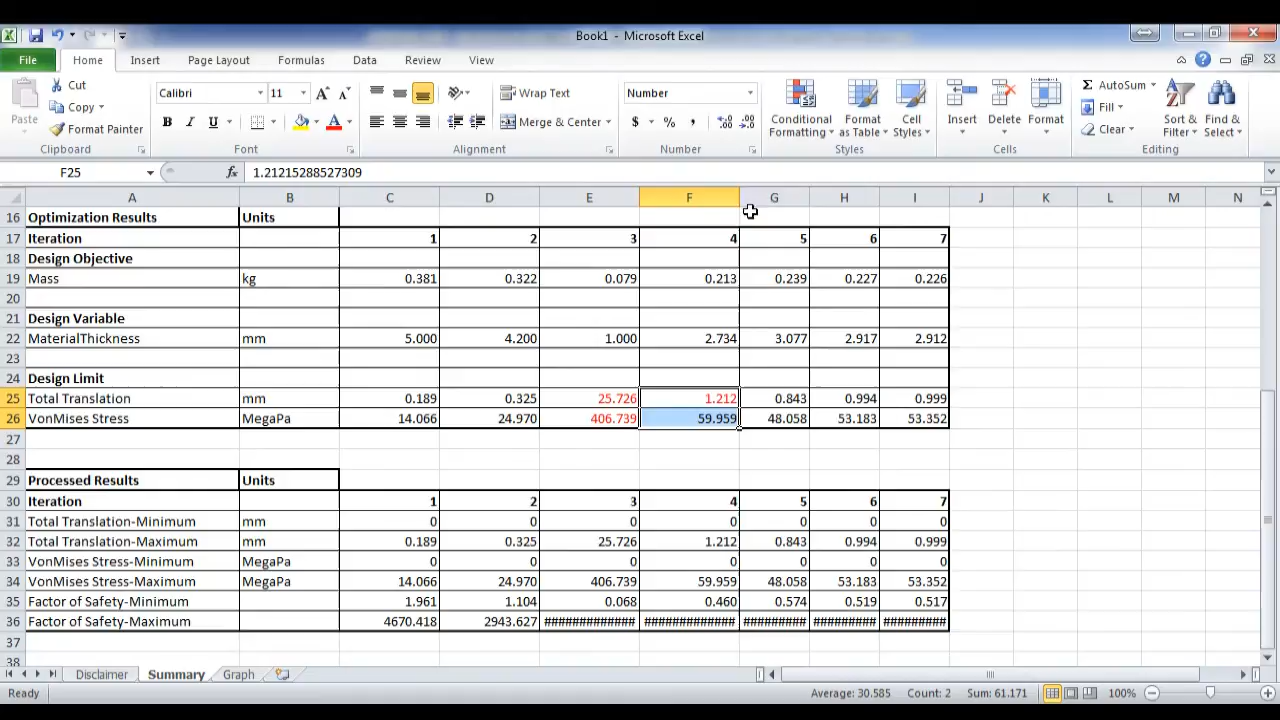 Book1 - Microsoft Excel
File Home Insert Page Layout Formulas Data Review View
Paste Cut Copy Format Painter Clipboard
Calibri 11 A A B I U A Font
Wrap Text Merge & Center Alignment
Number $ % , .0 .00 .00 .0 Number
Conditional Formatting Format as Table Cell Styles Styles
Insert Delete Format Cells
Σ AutoSum Fill Clear Sort & Filter Find & Select Editing
F25 fx 1.21215288527309
A B C D E F G H I J K L M N
16 Optimization Results Units
17 Iteration 1 2 3 4 5 6 7
18 Design Objective
19 Mass kg 0.381 0.322 0.079 0.213 0.239 0.227 0.226
20
21 Design Variable
22 MaterialThickness mm 5.000 4.200 1.000 2.734 3.077 2.917 2.912
23
24 Design Limit
25 Total Translation mm 0.189 0.325 25.726 1.212 0.843 0.994 0.999
26 VonMises Stress MegaPa 14.066 24.970 406.739 59.959 48.058 53.183 53.352
27
28
29 Processed Results Units
30 Iteration 1 2 3 4 5 6 7
31 Total Translation-Minimum mm 0 0 0 0 0 0 0
32 Total Translation-Maximum mm 0.189 0.325 25.726 1.212 0.843 0.994 0.999
33 VonMises Stress-Minimum MegaPa 0 0 0 0 0 0 0
34 VonMises Stress-Maximum MegaPa 14.066 24.970 406.739 59.959 48.058 53.183 53.352
35 Factor of Safety-Minimum 1.961 1.104 0.068 0.460 0.574 0.519 0.517
36 Factor of Safety-Maximum 4670.418 2943.627 ############# ############# ######### ######### #########
37
38
Disclaimer Summary Graph
Ready Average: 30.585 Count: 2 Sum: 61.171 100%